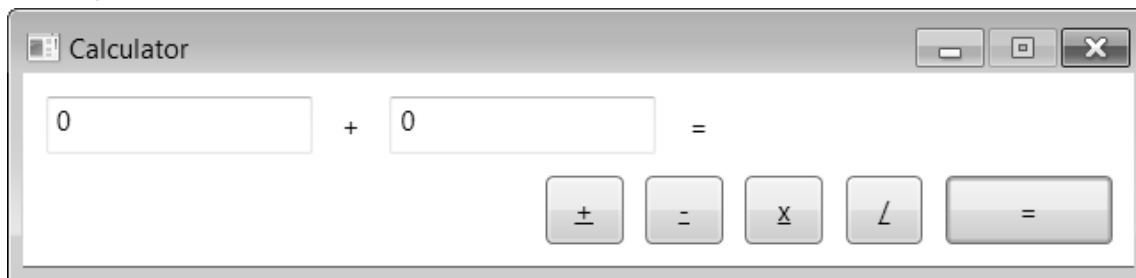 Calculator
0 + 0 =
+ - x / =